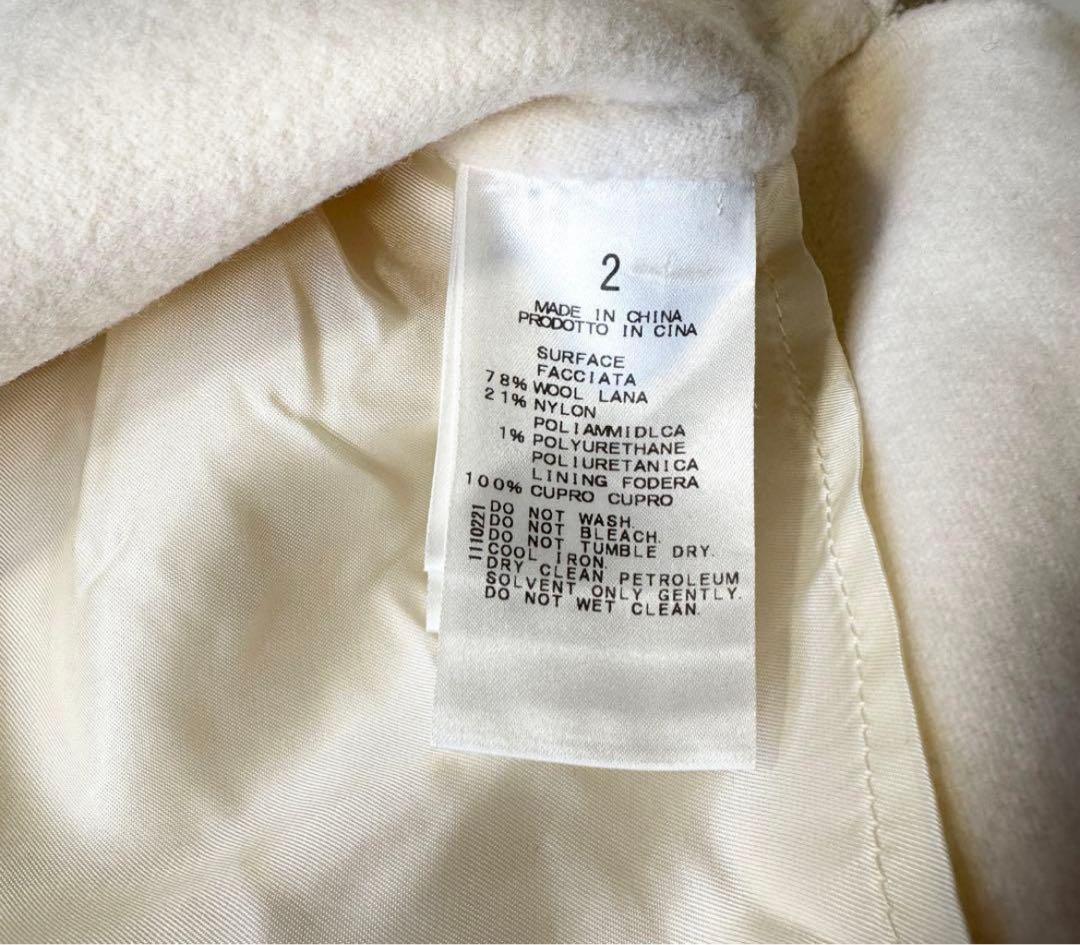 2
MADE IN CHINA
PRODOTTO IN CINA
SURFACE
FACCIATA
78% WOOL LANA
21% NYLON
POLIAMMIDLCA
1% POLYURETHANE
POLIURETANICA
LINING FODERA
100% CUPRO CUPRO
1110221
DO NOT WASH.
DO NOT BLEACH.
DO NOT TUMBLE DRY.
COOL IRON.
DRY CLEAN PETROLEUM
SOLVENT ONLY GENTLY.
DO NOT WET CLEAN.